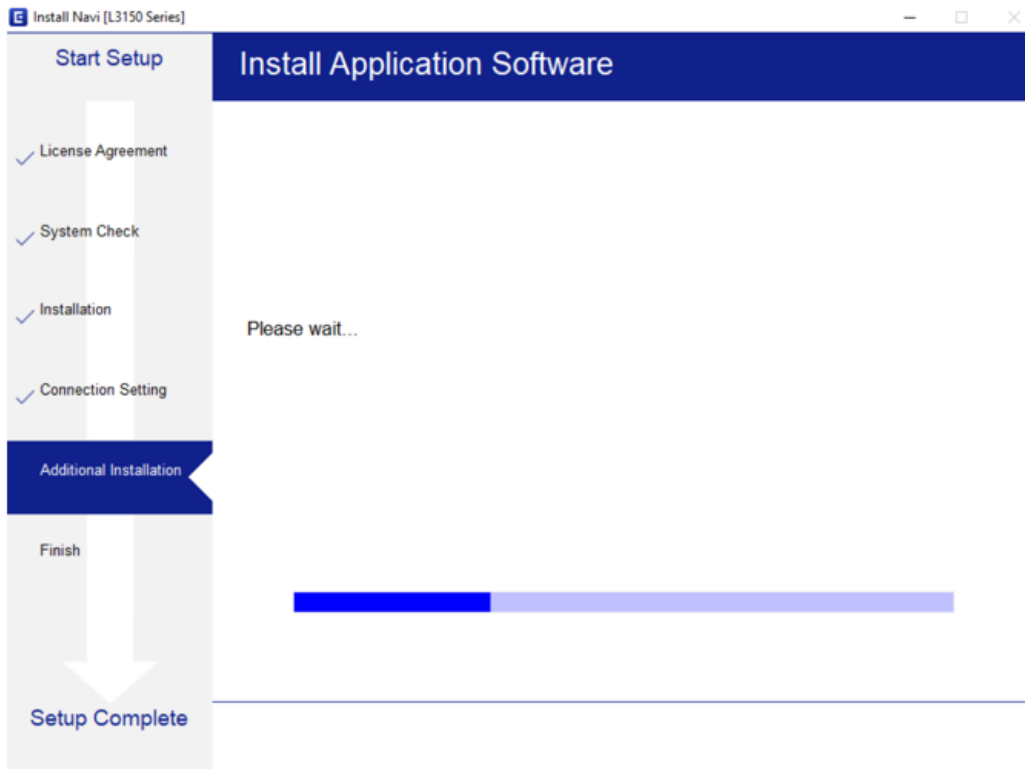 Install Navi [L3150 Series]
Start Setup
Install Application Software
License Agreement
System Check
Installation
Connection Setting
Additional Installation
Finish
Setup Complete
Please wait...